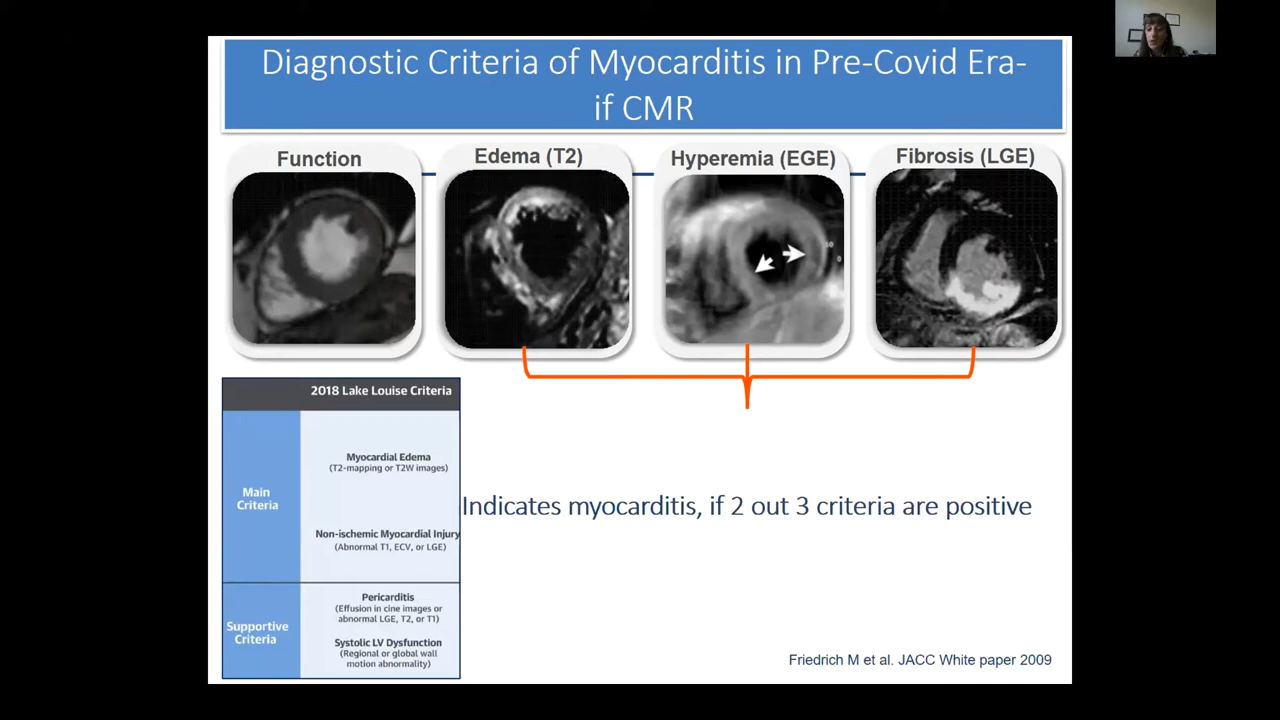 Diagnostic Criteria of Myocarditis in Pre-Covid Era-
if CMR
Function
Edema (T2)
Hyperemia (EGE)
Fibrosis (LGE)
2018 Lake Louise Criteria
Main
Criteria
Myocardial Edema
(T2-mapping or T2W images)
Non-ischemic Myocardial Injury
(Abnormal T1, ECV, or LGE)
Supportive
Criteria
Pericarditis
(Effusion in cine images or
abnormal LGE, T2, or T1)
Systolic LV Dysfunction
(Regional or global wall
motion abnormality)
Indicates myocarditis, if 2 out 3 criteria are positive
Friedrich M et al. JACC White paper 2009